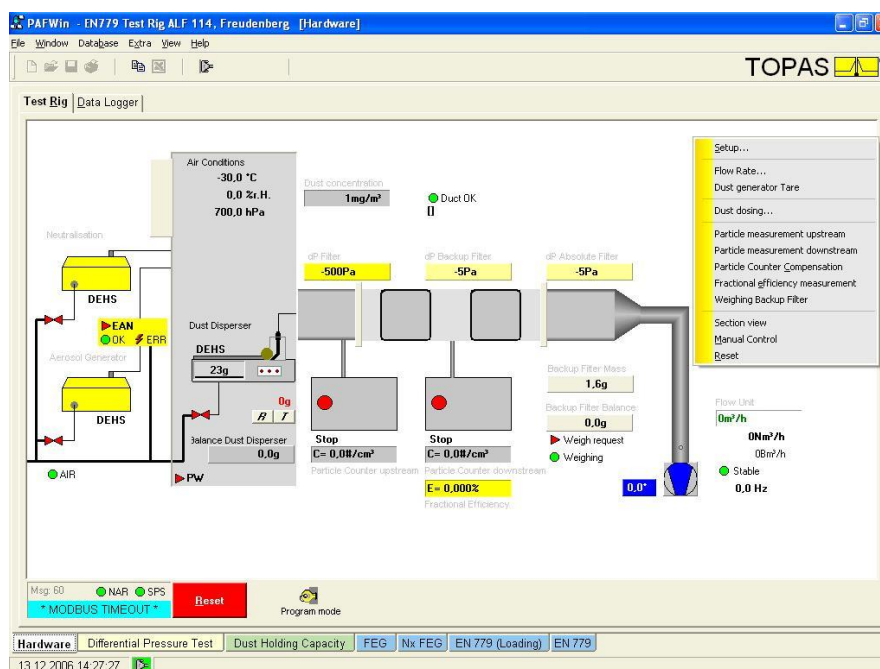 PAFWin - EN779 Test Rig ALF 114, Freudenberg [Hardware]
File Window Database Extra View Help
TOPAS
Test Rig Data Logger
Air Conditions
-30,0 °C
0,0 %r.H.
700,0 hPa
Dust concentration
1mg/m³
Duct OK
[]
Setup...
Flow Rate...
Dust generator Tare
Dust dosing...
Particle measurement upstream
Particle measurement downstream
Particle Counter Compensation
Fractional efficiency measurement
Weighing Backup Filter
Section view
Manual Control
Reset
Neutralisation
DEHS
dP Filter
-500Pa
dP Backup Filter
-5Pa
dP Absolute Filter
-5Pa
EAN
OK ERR
Aerosol Generator
DEHS
AIR
Dust Disperser
DEHS
23g
0g
R T
Balance Dust Disperser
0,0g
PW
Stop
C= 0,0#/cm³
Particle Counter upstream
Stop
C= 0,0#/cm³
Particle Counter downstream
E= 0,000%
Fractional Efficiency
Backup Filter Mass
1,6g
Backup Filter Balance
0,0g
Weigh request
Weighing
0,0°
Flow Unit
0m³/h
0Nm³/h
0Bm³/h
Stable
0,0 Hz
Msg: 60 NAR SPS
* MODBUS TIMEOUT *
Reset
Program mode
Hardware Differential Pressure Test Dust Holding Capacity FEG Nx FEG EN 779 (Loading) EN 779
13.12.2006 14:27:27